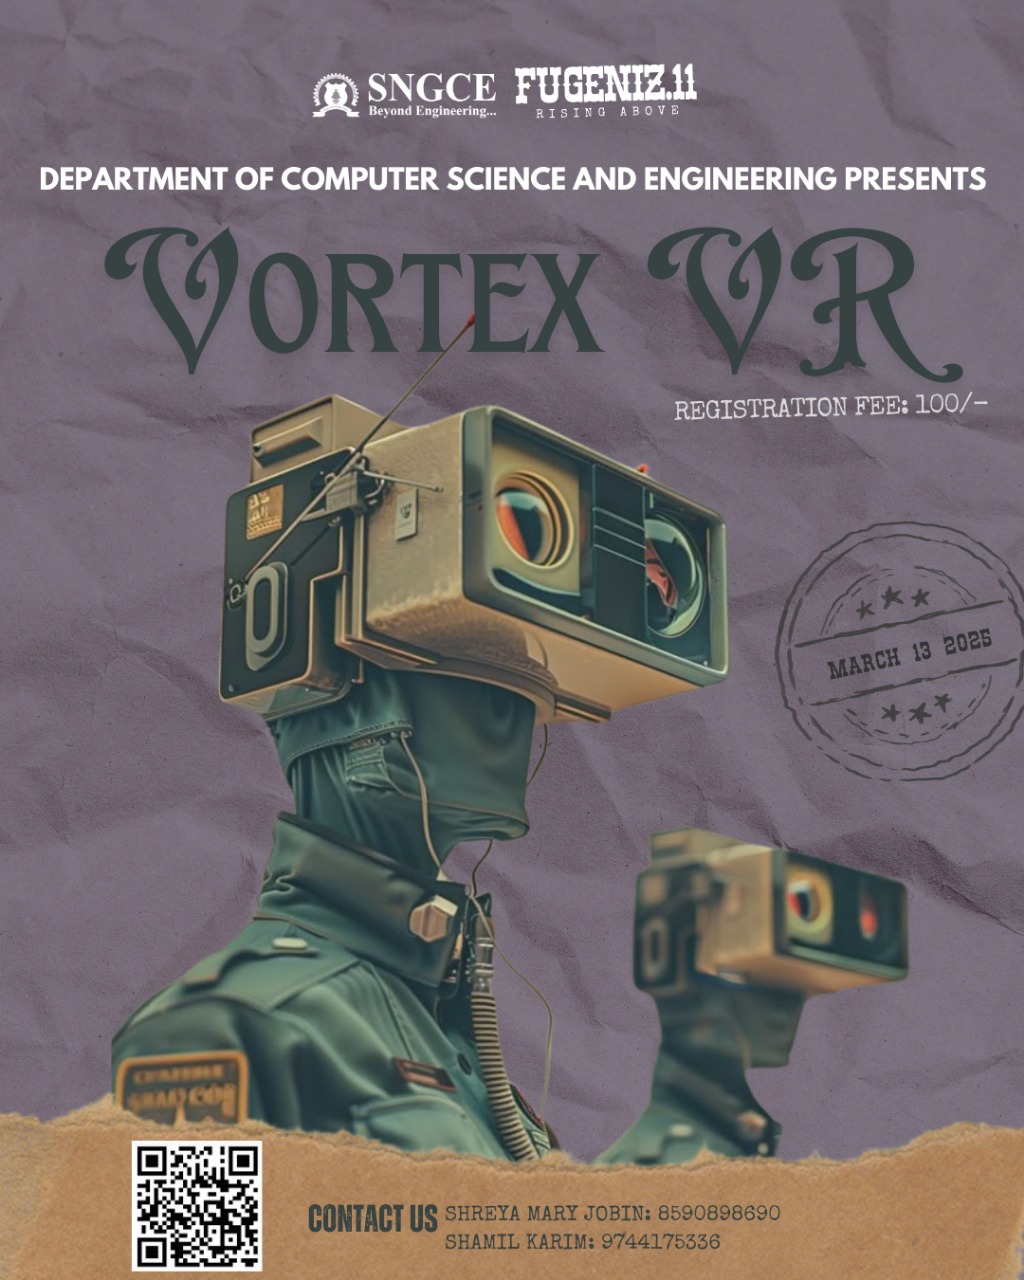 SNGCE
Beyond Engineering...
FUGENIZ.11
RISING ABOVE
DEPARTMENT OF COMPUTER SCIENCE AND ENGINEERING PRESENTS
VORTEX VR
REGISTRATION FEE: 100/-
MARCH 13 2025
CONTACT US
SHREYA MARY JOBIN: 8590898690
SHAMIL KARIM: 9744175336